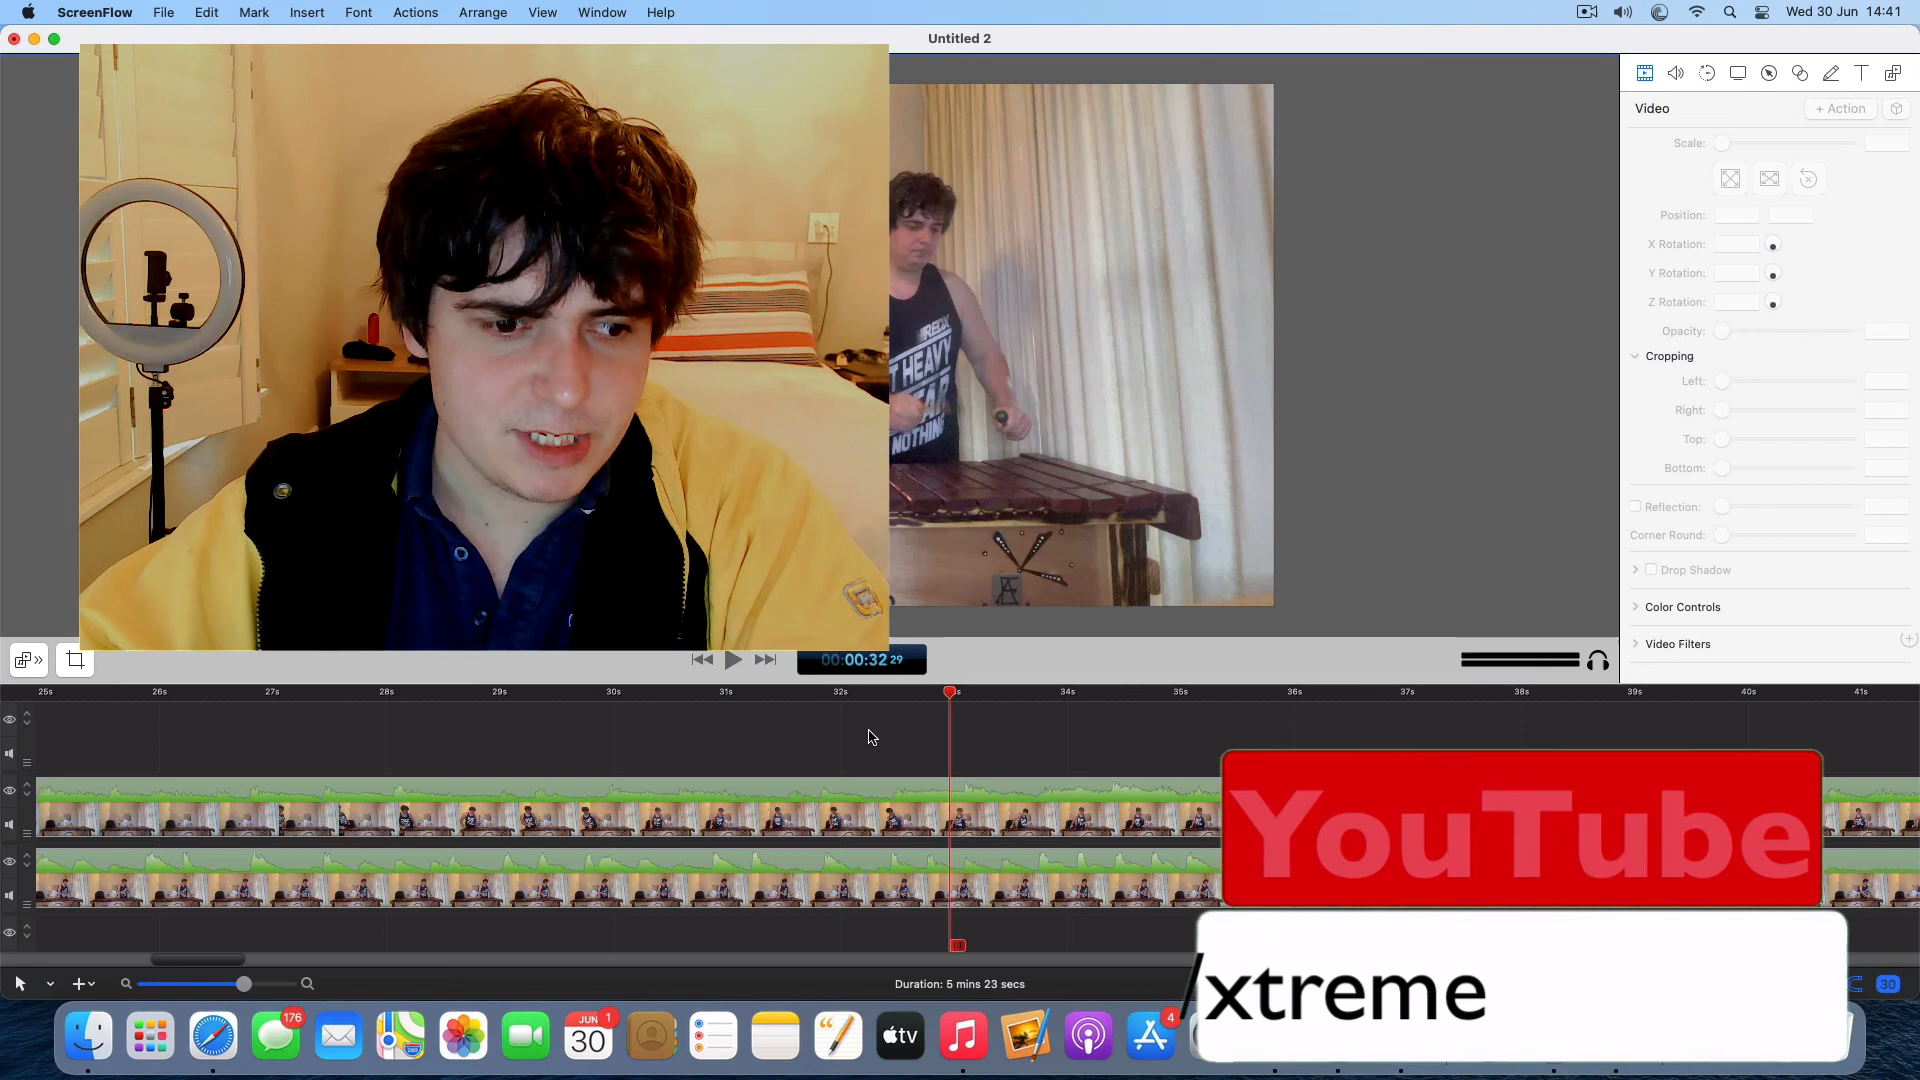 ScreenFlow File Edit Mark Insert Font Actions Arrange View Window Help Wed 30 Jun 14:41
Untitled 2
Video + Action
Scale:
Position:
X Rotation:
Y Rotation:
Z Rotation:
Opacity:
Cropping
Left:
Right:
Top:
Bottom:
Reflection:
Corner Round:
Drop Shadow
Color Controls
Video Filters
HEAVY
NOTHING
00:00:32 29
25s 26s 27s 28s 29s 30s 31s 32s 34s 35s 36s 37s 38s 39s 40s 41s
YouTube
/xtreme
Duration: 5 mins 23 secs
30
176
JUN 1
30
tv
4